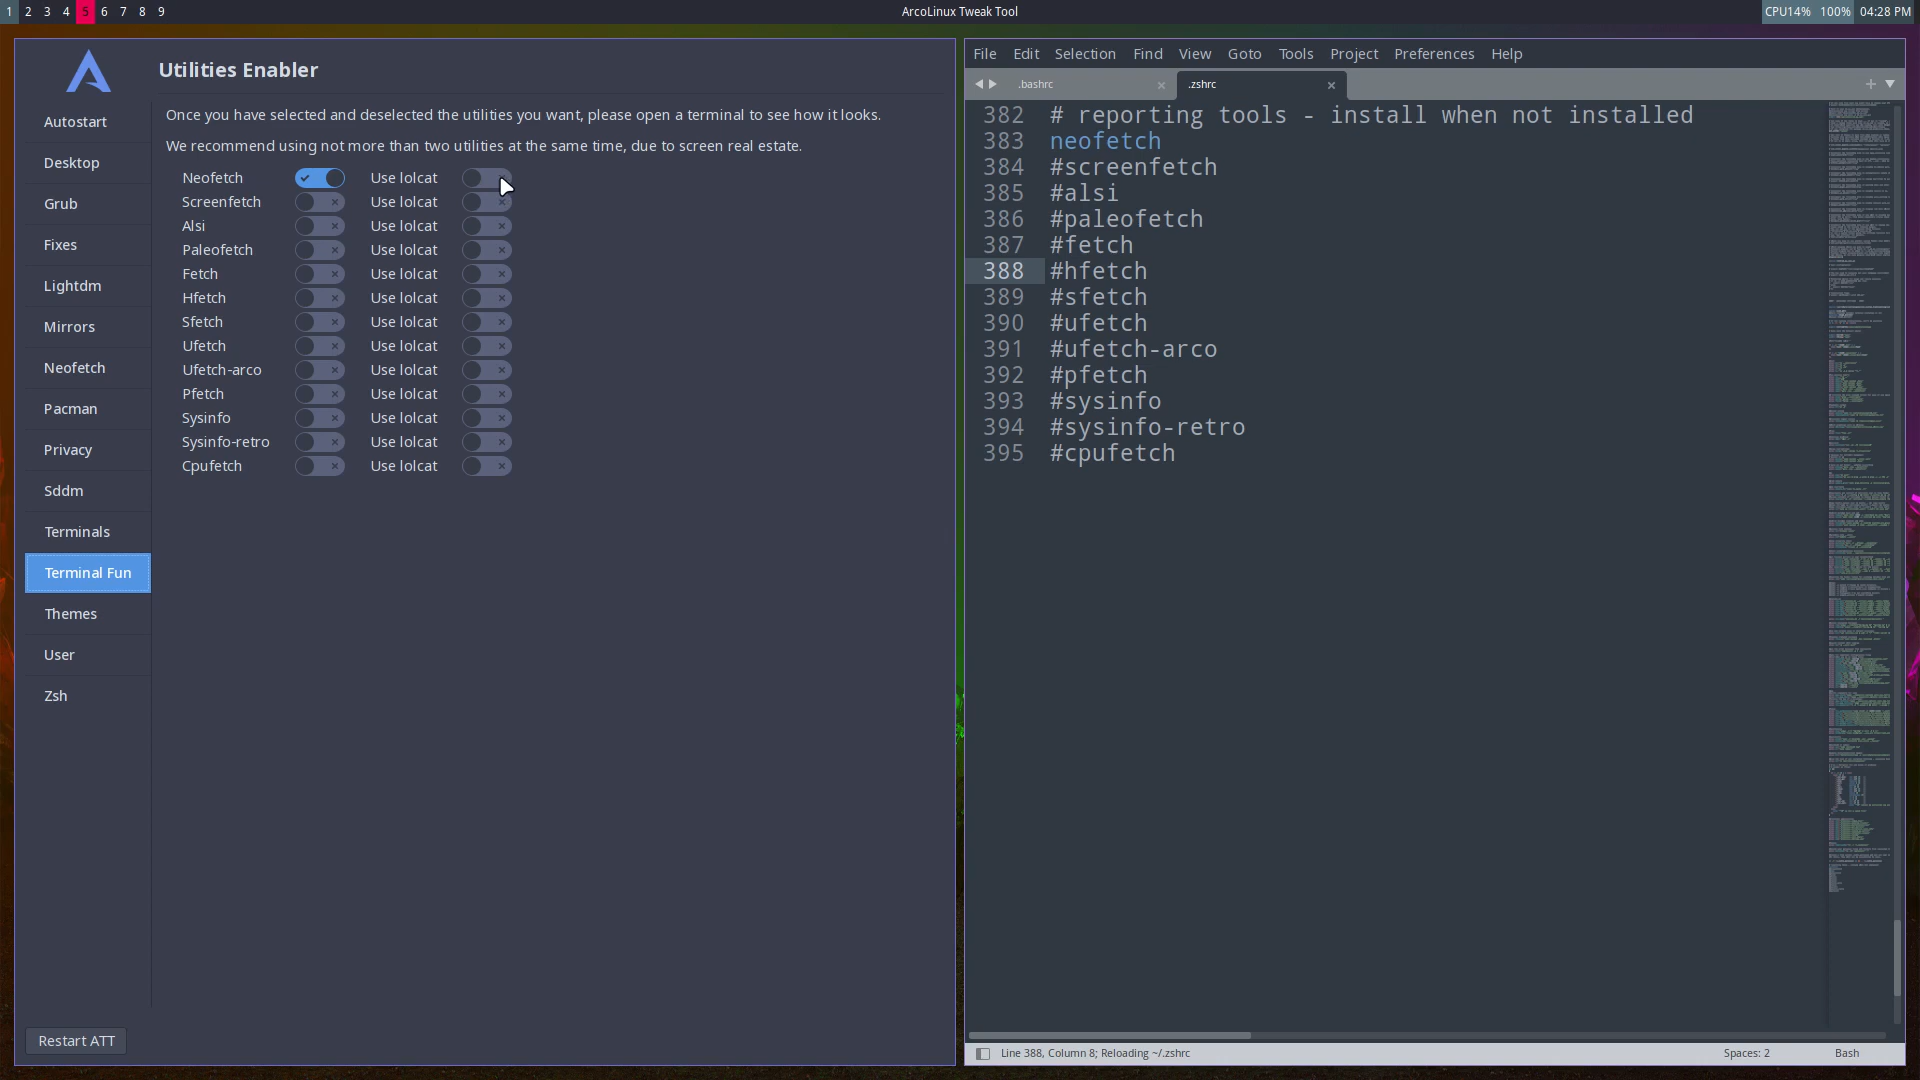 1 2 3 4 5 6 7 8 9
ArcoLinux Tweak Tool
CPU14% 100% 04:28 PM
Utilities Enabler
Autostart
Desktop
Grub
Fixes
Lightdm
Mirrors
Neofetch
Pacman
Privacy
Sddm
Terminals
Terminal Fun
Themes
User
Zsh
Restart ATT
Once you have selected and deselected the utilities you want, please open a terminal to see how it looks.
We recommend using not more than two utilities at the same time, due to screen real estate.
Neofetch Use lolcat
Screenfetch Use lolcat
Alsi Use lolcat
Paleofetch Use lolcat
Fetch Use lolcat
Hfetch Use lolcat
Sfetch Use lolcat
Ufetch Use lolcat
Ufetch-arco Use lolcat
Pfetch Use lolcat
Sysinfo Use lolcat
Sysinfo-retro Use lolcat
Cpufetch Use lolcat
File Edit Selection Find View Goto Tools Project Preferences Help
.bashrc .zshrc
382 # reporting tools - install when not installed
383 neofetch
384 #screenfetch
385 #alsi
386 #paleofetch
387 #fetch
388 #hfetch
389 #sfetch
390 #ufetch
391 #ufetch-arco
392 #pfetch
393 #sysinfo
394 #sysinfo-retro
395 #cpufetch
Line 388, Column 8; Reloading ~/.zshrc
Spaces: 2 Bash